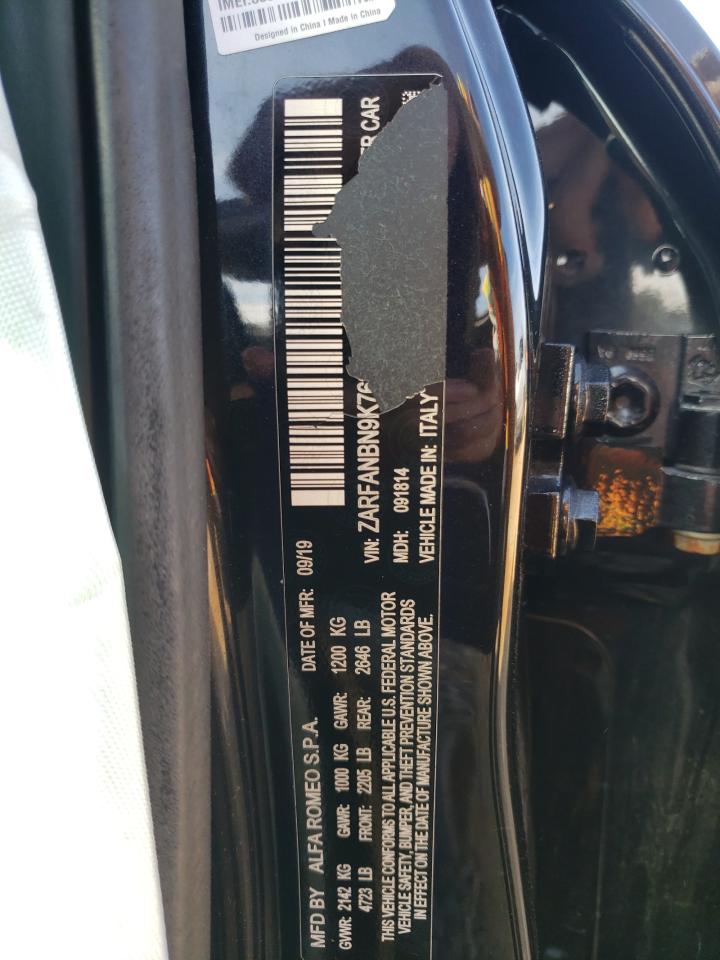 Designed in China I Made in China
MFD BY ALFA ROMEO S.P.A. DATE OF MFR: 09/19
GVWR: 2142 KG GAWR: 1000 KG GAWR: 1200 KG
4723 LB FRONT: 2205 LB REAR: 2646 LB
THIS VEHICLE CONFORMS TO ALL APPLICABLE U.S. FEDERAL MOTOR
VEHICLE SAFETY, BUMPER, AND THEFT PREVENTION STANDARDS
IN EFFECT ON THE DATE OF MANUFACTURE SHOWN ABOVE.
VIN: ZARFANBN9K76 CAR
MDH: 091814
VEHICLE MADE IN: ITALY